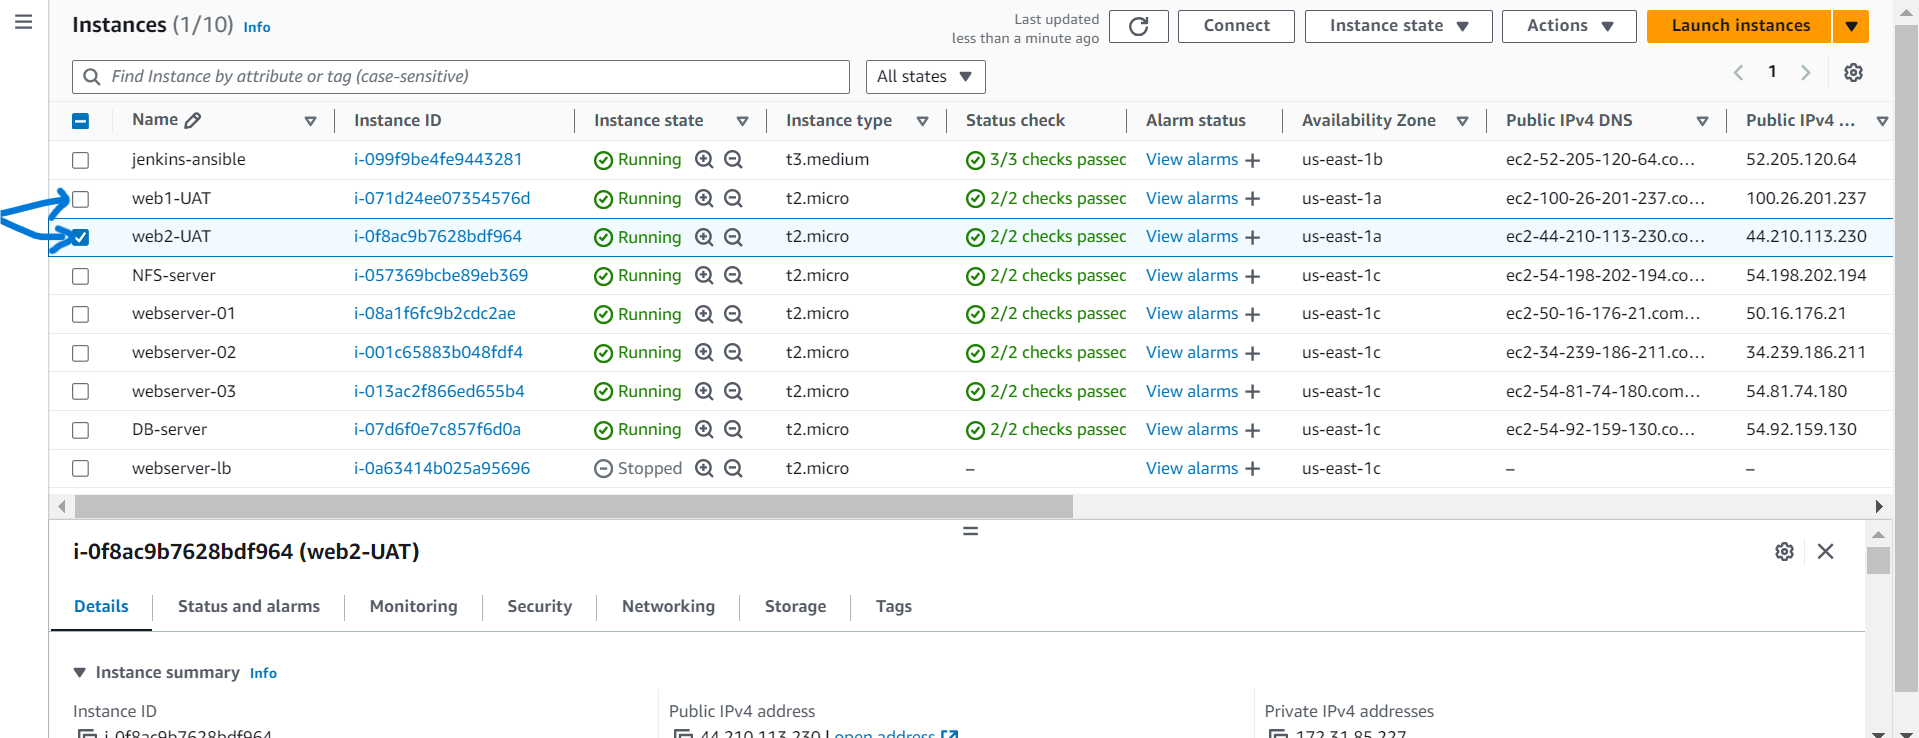 Instances (1/10) Info
Last updated
less than a minute ago
Connect
Instance state
Actions
Launch instances
Find Instance by attribute or tag (case-sensitive)
All states
1
Name Instance ID Instance state Instance type Status check Alarm status Availability Zone Public IPv4 DNS Public IPv4 ...
jenkins-ansible i-099f9be4fe9443281 Running t3.medium 3/3 checks passed View alarms + us-east-1b ec2-52-205-120-64.co... 52.205.120.64
web1-UAT i-071d24ee07354576d Running t2.micro 2/2 checks passed View alarms + us-east-1a ec2-100-26-201-237.co... 100.26.201.237
web2-UAT i-0f8ac9b7628bdf964 Running t2.micro 2/2 checks passed View alarms + us-east-1a ec2-44-210-113-230.co... 44.210.113.230
NFS-server i-057369bcbe89eb369 Running t2.micro 2/2 checks passed View alarms + us-east-1c ec2-54-198-202-194.co... 54.198.202.194
webserver-01 i-08a1f6fc9b2cdc2ae Running t2.micro 2/2 checks passed View alarms + us-east-1c ec2-50-16-176-21.com... 50.16.176.21
webserver-02 i-001c65883b048fdf4 Running t2.micro 2/2 checks passed View alarms + us-east-1c ec2-34-239-186-211.co... 34.239.186.211
webserver-03 i-013ac2f866ed655b4 Running t2.micro 2/2 checks passed View alarms + us-east-1c ec2-54-81-74-180.com... 54.81.74.180
DB-server i-07d6f0e7c857f6d0a Running t2.micro 2/2 checks passed View alarms + us-east-1c ec2-54-92-159-130.co... 54.92.159.130
webserver-lb i-0a63414b025a95696 Stopped t2.micro – View alarms + us-east-1c – –
i-0f8ac9b7628bdf964 (web2-UAT)
Details Status and alarms Monitoring Security Networking Storage Tags
Instance summary Info
Instance ID Public IPv4 address Private IPv4 addresses
i-0f8ac9b7628bdf964 44.210.113.230 | open address 172.31.85.227